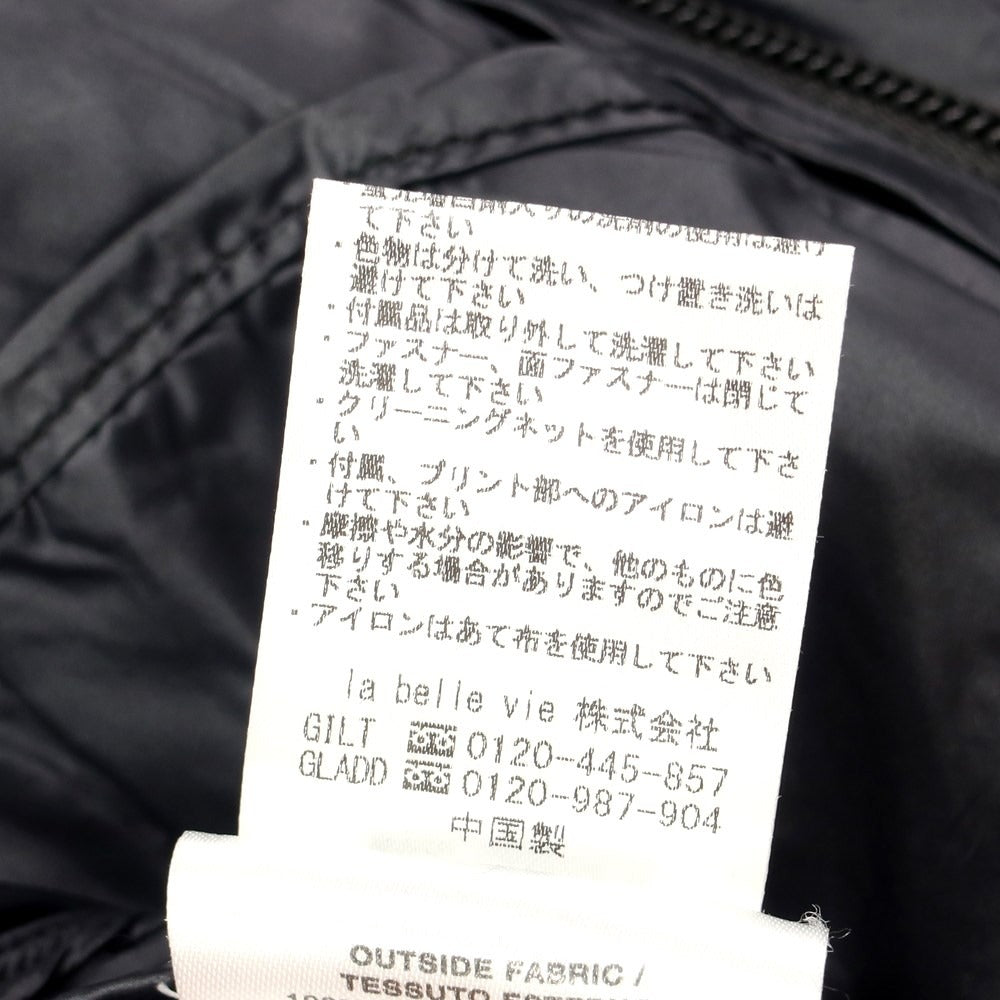 て下さい
・色物は分けて洗い、つけ置き洗いは
避けて下さい
・付属品は取り外して洗濯して下さい
・ファスナー、面ファスナーは閉じて
洗濯して下さい
・クリーニングネットを使用して下さ
い
・付属、プリント部へのアイロンは避
けて下さい
・摩擦や水分の影響で、他のものに色
移りする場合がありますのでご注意
下さい
・アイロンはあて布を使用して下さい
la belle vie 株式会社
GILT 0120-445-857
GLADD 0120-987-904
中国製
OUTSIDE FABRIC /
TESSUTO